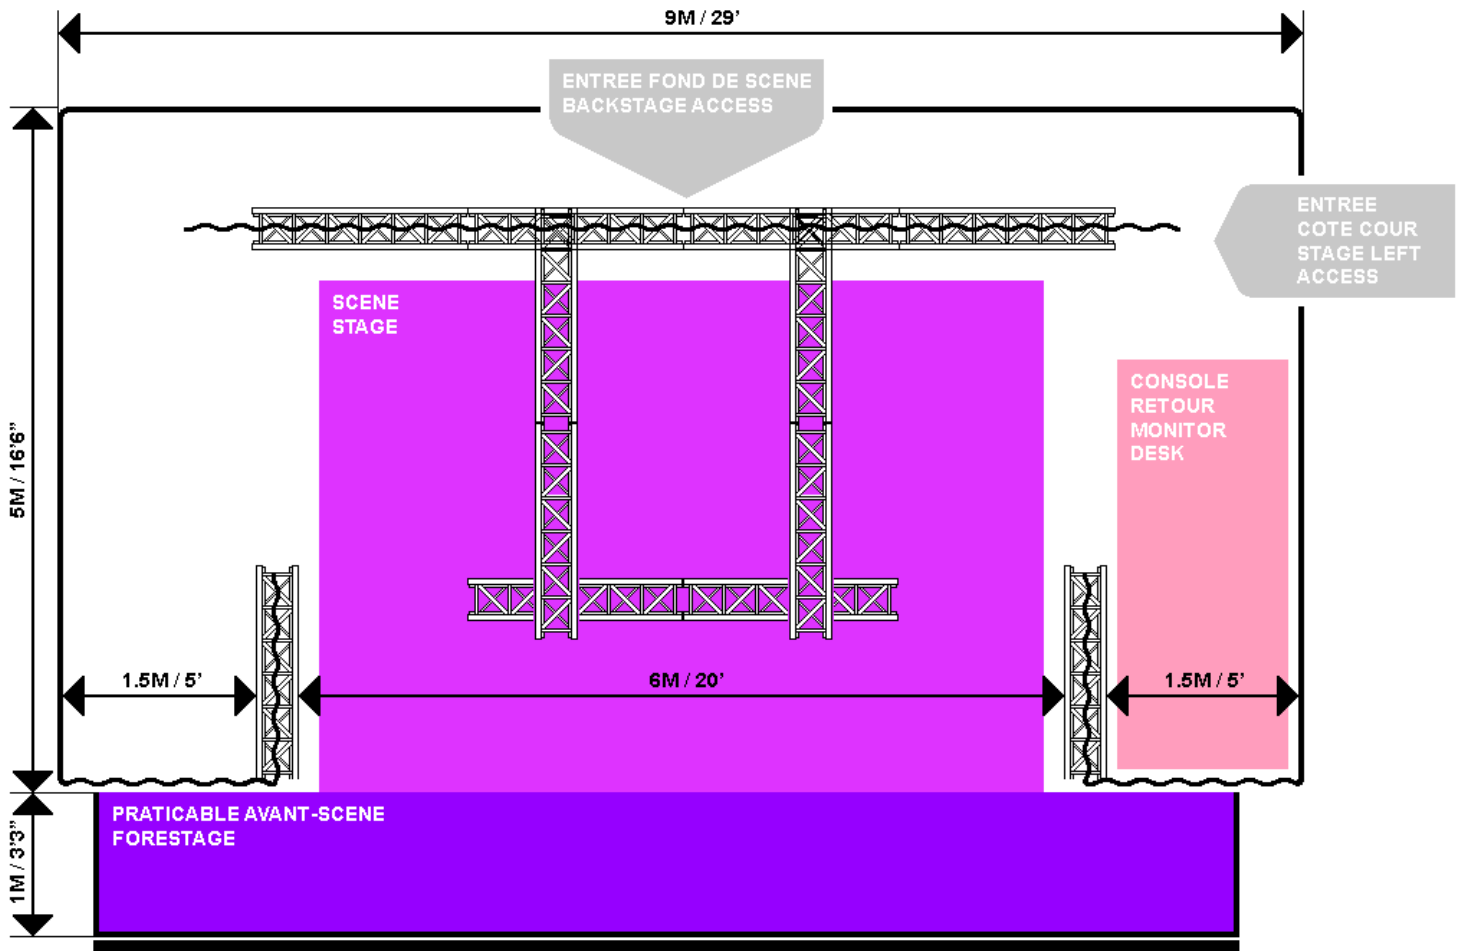 9M / 29'
ENTREE FOND DE SCENE
BACKSTAGE ACCESS
ENTREE
COTE COUR
STAGE LEFT
ACCESS
SCENE
STAGE
CONSOLE
RETOUR
MONITOR
DESK
5M / 16'6"
1.5M / 5'
6M / 20'
1.5M / 5'
PRATICABLE AVANT-SCENE
FORESTAGE
1M / 3'3"